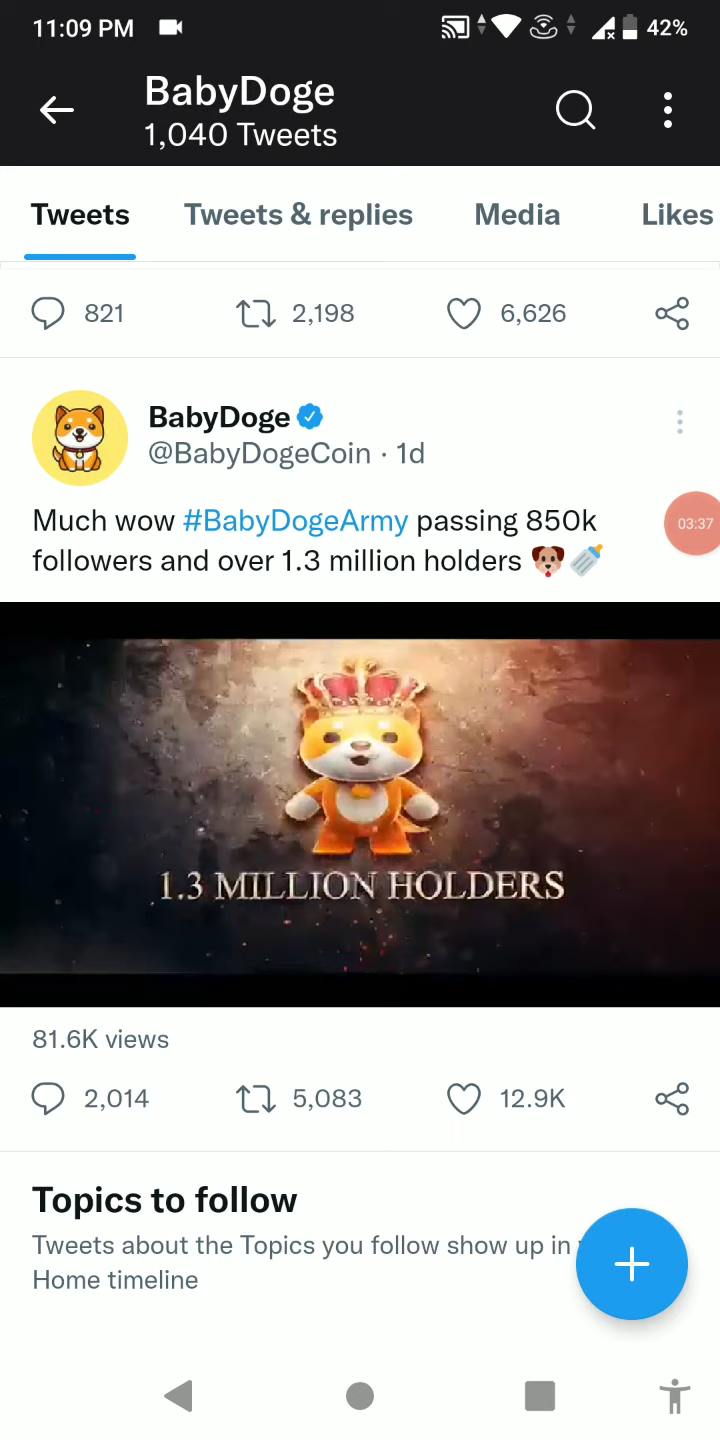 11:09 PM
42%
BabyDoge
1,040 Tweets
Tweets
Tweets & replies
Media
Likes
821
2,198
6,626
BabyDoge
@BabyDogeCoin · 1d
Much wow #BabyDogeArmy passing 850k
followers and over 1.3 million holders 🐶🍼
03:37
1.3 MILLION HOLDERS
81.6K views
2,014
5,083
12.9K
Topics to follow
Tweets about the Topics you follow show up in
Home timeline